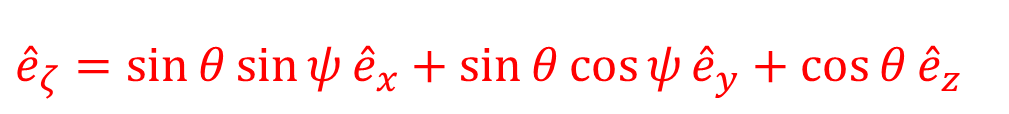 ê_ζ = sin θ sin ψ ê_x + sin θ cos ψ ê_y + cos θ ê_z